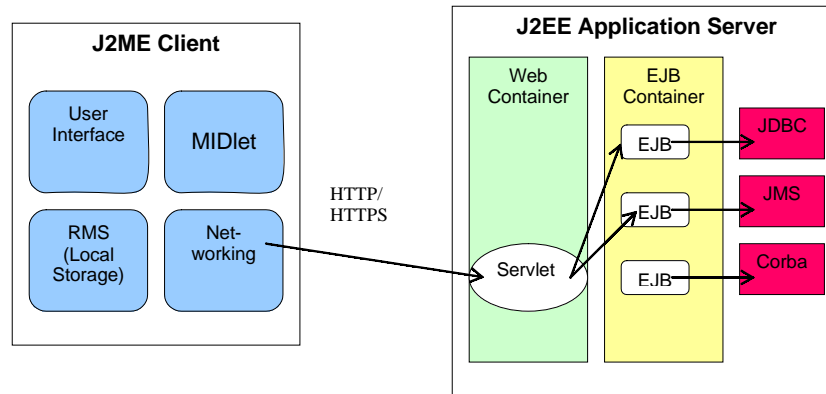 J2ME Client
User
Interface
MIDlet
RMS
(Local
Storage)
Net-
working
HTTP/
HTTPS
J2EE Application Server
Web
Container
EJB
Container
Servlet
EJB
EJB
EJB
JDBC
JMS
Corba